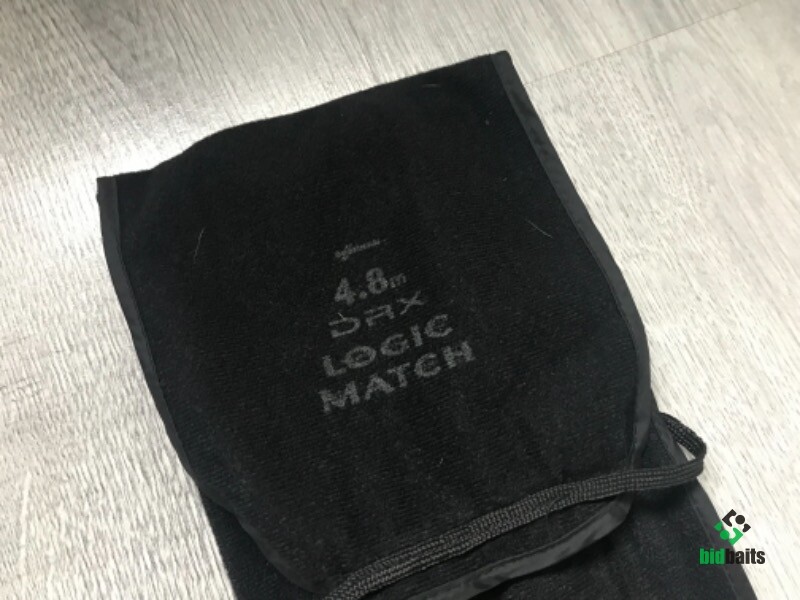 4.8m
DRX
LOGIC
MATCH
bidbaits